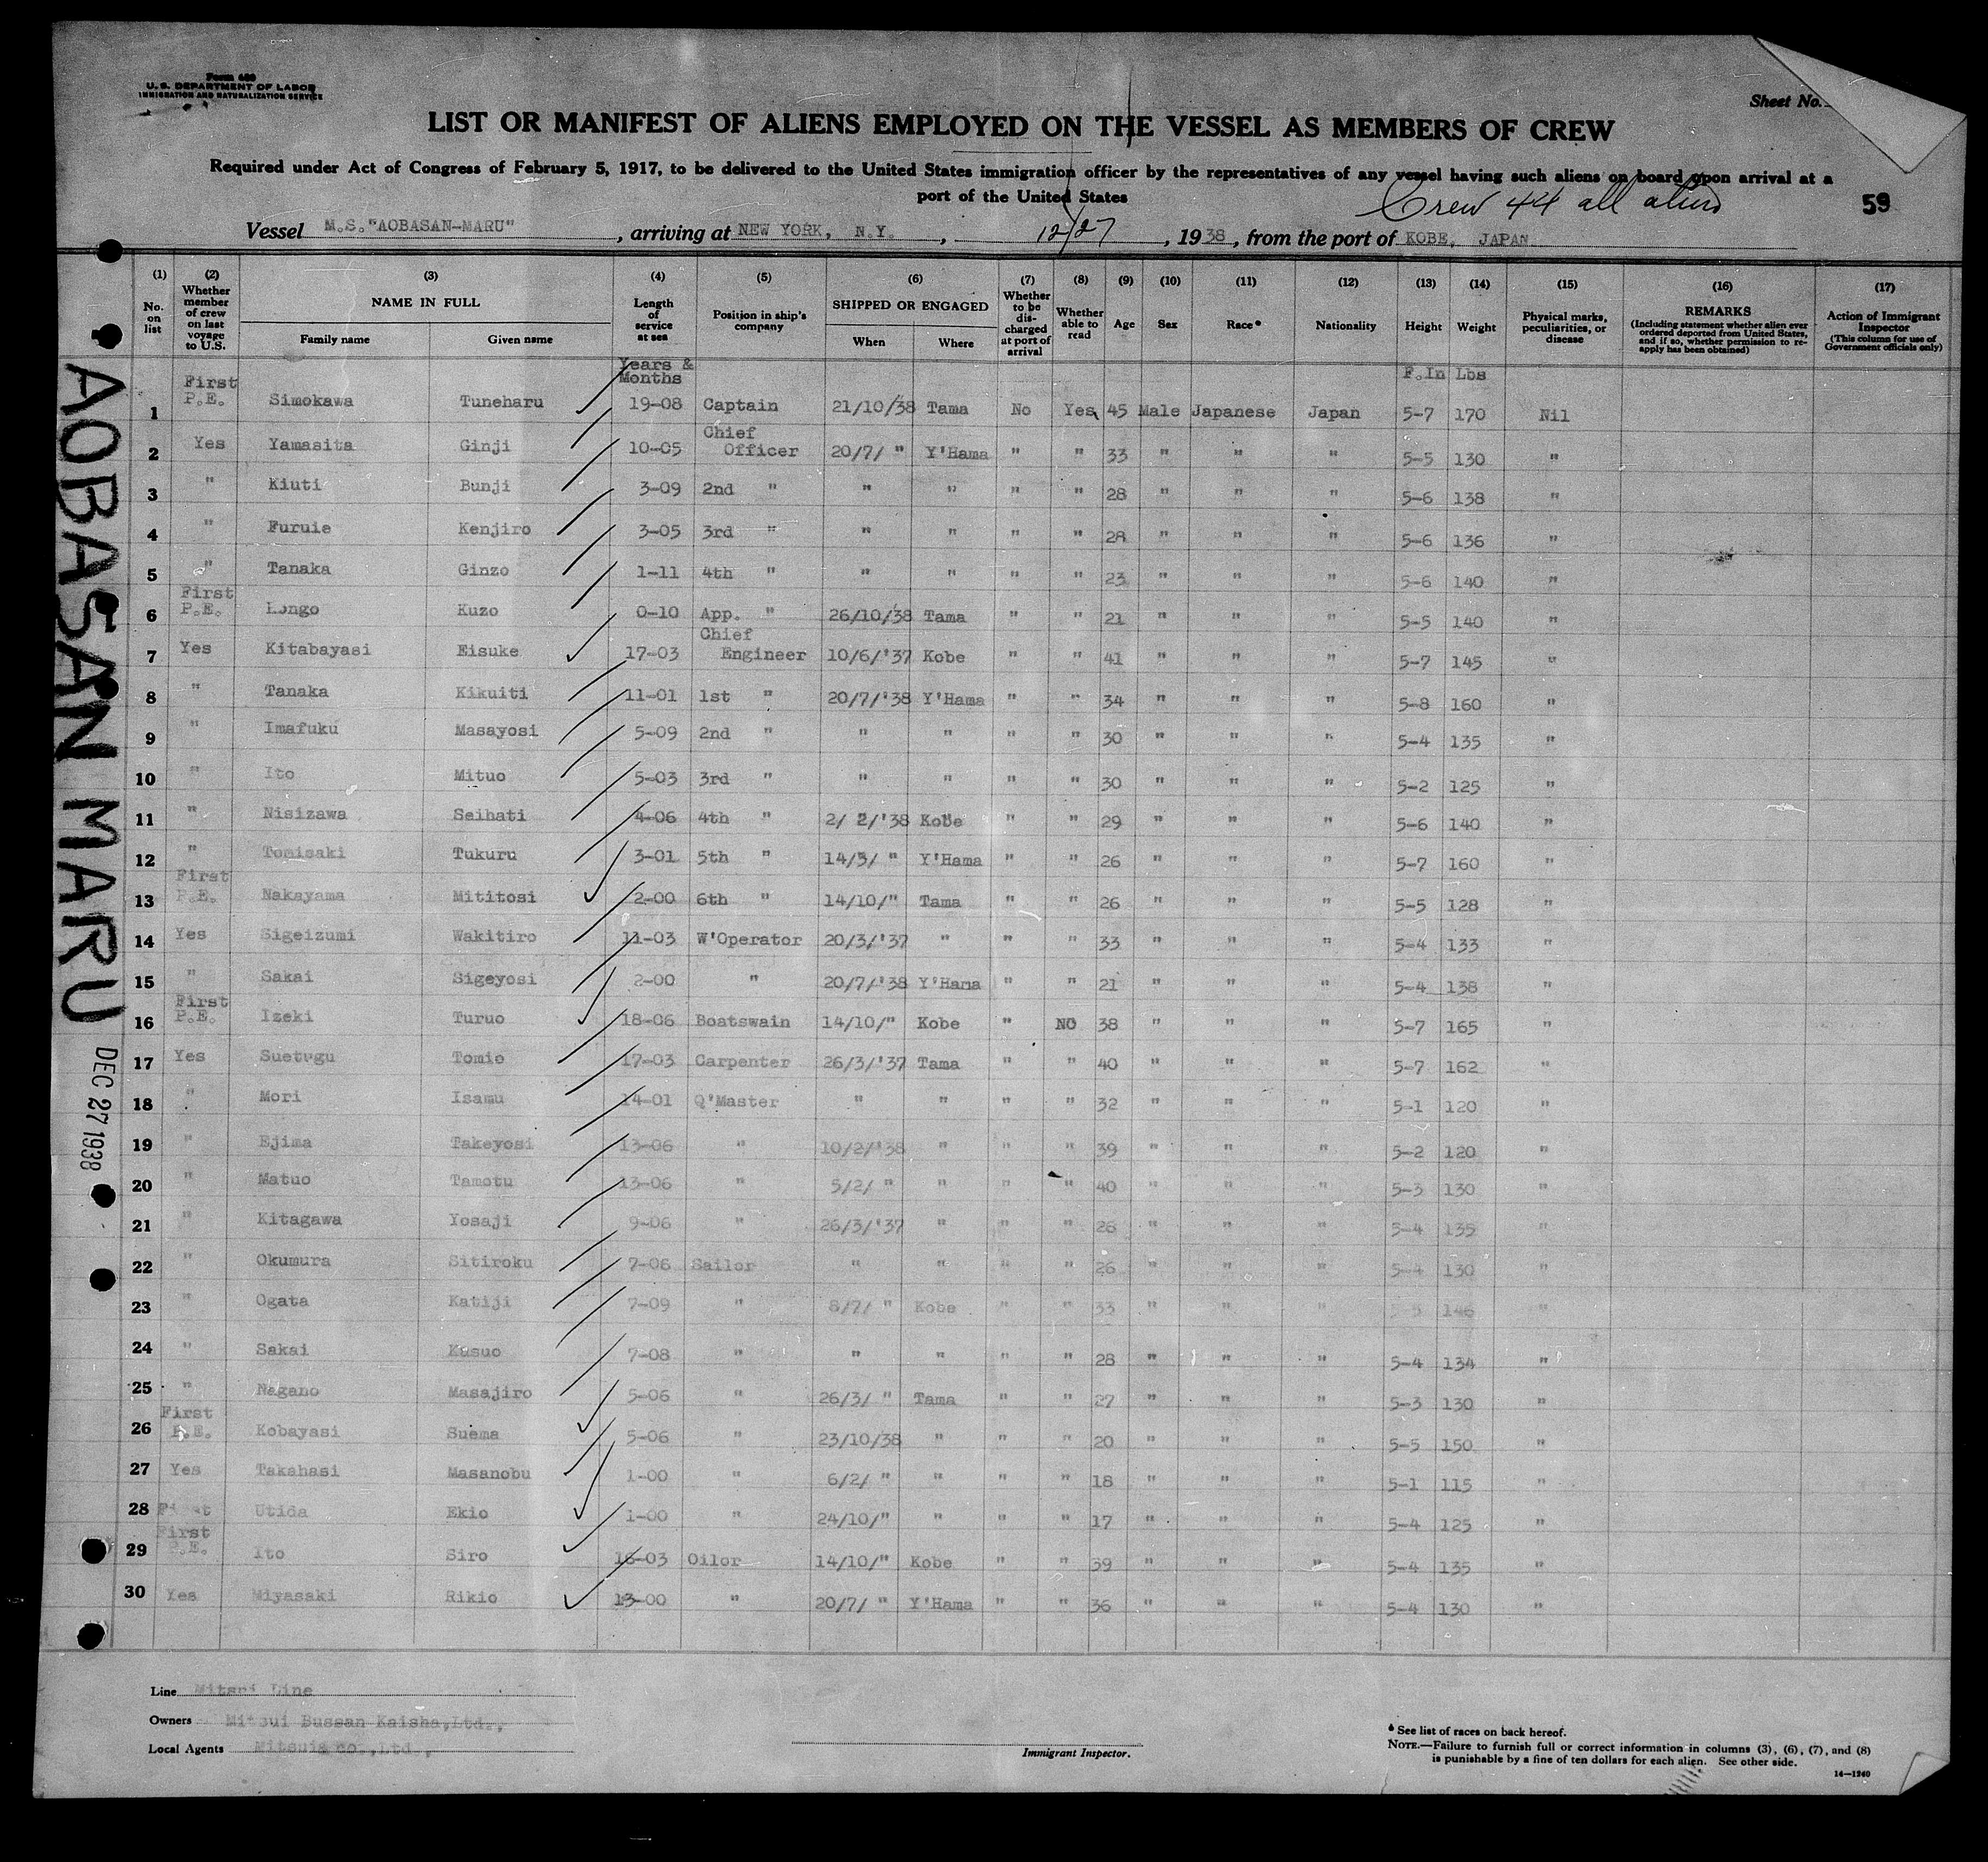 Form 680
U. S. DEPARTMENT OF LABOR
IMMIGRATION AND NATURALIZATION SERVICE
Sheet No.
LIST OR MANIFEST OF ALIENS EMPLOYED ON THE VESSEL AS MEMBERS OF CREW
Required under Act of Congress of February 5, 1917, to be delivered to the United States immigration officer by the representatives of any vessel having such aliens on board upon arrival at a
port of the United States
Crew 44 all aliens
59
Vessel M.S."AOBASAN-MARU", arriving at NEW YORK, N.Y., 12/27, 1938, from the port of KOBE, JAPAN
(1) No. on list (2) Whether member of crew on last voyage to U.S. (3) NAME IN FULL Family name Given name (4) Length of service at sea (5) Position in ship's company (6) SHIPPED OR ENGAGED When Where (7) Whether to be discharged at port of arrival (8) Whether able to read (9) Age (10) Sex (11) Race* (12) Nationality (13) Height (14) Weight (15) Physical marks, peculiarities, or disease (16) REMARKS (Including statement whether alien ever ordered deported from United States, and if so, whether permission to re-apply has been obtained) (17) Action of Immigrant Inspector (This column for use of Government officials only)
Years & Months F.In Lbs
1 First P.E. Simokawa Tuneharu 19-08 Captain 21/10/38 Tama No Yes 45 Male Japanese Japan 5-7 170 Nil
2 Yes Yamasita Ginji 10-05 Chief Officer 20/7/ " Y'Hama " " 33 " " " 5-5 130 "
3 " Kiuti Bunji 3-09 2nd " " " " " 28 " " " 5-6 138 "
4 " Furuie Kenjiro 3-05 3rd " " " " " 28 " " " 5-6 136 "
5 " Tanaka Ginzo 1-11 4th " " " " " 23 " " " 5-6 140 "
6 First P.E. Kuzo 0-10 App. " 26/10/38 Tama " " 21 " " " 5-5 140 "
7 Yes Kitabayasi Eisuke 17-03 Chief Engineer 10/6/'37 Kobe " " 41 " " " 5-7 145 "
8 " Tanaka Kikuiti 11-01 1st " 20/7/'38 Y'Hama " " 34 " " " 5-8 160 "
9 " Imafuku Masayosi 5-09 2nd " " " " " 30 " " " 5-4 135 "
10 " Ito Mituo 5-03 3rd " " " " " 30 " " " 5-2 125 "
11 " Nisizawa Seihati 4-06 4th " 2/ 2/'38 Kobe " " 29 " " " 5-6 140 "
12 " Tomisaki Tukuru 3-01 5th " 14/5/ " Y'Hama " " 26 " " " 5-7 160 "
13 First P.E. Nakayama Mititosi 2-00 6th " 14/10/" Tama " " 26 " " " 5-5 128 "
14 Yes Sigeizumi Wakitiro 11-03 W'Operator 20/3/'37 " " " 33 " " " 5-4 133 "
15 " Sakai Sigeyosi 2-00 " 20/7/'38 Y'Hama " " 21 " " " 5-4 138 "
16 First P.E. Izeki Turuo 18-06 Boatswain 14/10/" Kobe " NO 38 " " " 5-7 165 "
17 Yes Suetugu Tomie 17-03 Carpenter 26/3/'37 Tama " " 40 " " " 5-7 162 "
18 " Mori Isamu 14-01 Q'Master " " " " 32 " " " 5-1 120 "
19 " Ejima Takeyosi 13-06 " 10/2/'38 " " " 39 " " " 5-2 120 "
20 " Matuo Tamotu 13-06 " 5/2/ " " " " 40 " " " 5-3 130 "
21 " Kitagawa Yosaji 9-06 " 26/3/'37 " " " 26 " " " 5-4 135 "
22 " Okumura Sitiroku 7-06 Sailor " " " " 26 " " " 5-4 130 "
23 " Ogata Katiji 7-09 " 8/7/ " Kobe " " 33 " " " 146 "
24 " Sakai Kasuo 7-08 " " " " " 28 " " " 5-4 134 "
25 " Nagano Masajiro 5-06 " 26/3/ " Tama " " 27 " " " 5-3 130 "
26 First P.E. Kobayasi Suema 5-06 " 23/10/38 " " " 20 " " " 5-5 150 "
27 Yes Takahasi Masanobu 1-00 " 6/2/ " " " " 18 " " " 5-1 115 "
28 First Utida Ekio 1-00 " 24/10/" " " " 17 " " " 5-4 125 "
29 First P.E. Ito Siro 16-03 Oilor 14/10/" Kobe " " 39 " " " 5-4 135 "
30 Yes Miyasaki Rikio 13-00 " 20/7/ " Y'Hama " " 36 " " " 5-4 130 "
AOBASAN MARU
DEC 27 1938
Line Mitsui Line
Owners Mitsui Bussan Kaisha,Ltd.,
Local Agents Mitsui& co.,Ltd.,
Immigrant Inspector.
* See list of races on back hereof.
NOTE.—Failure to furnish full or correct information in columns (3), (6), (7), and (8)
is punishable by a fine of ten dollars for each alien. See other side.
14—1240